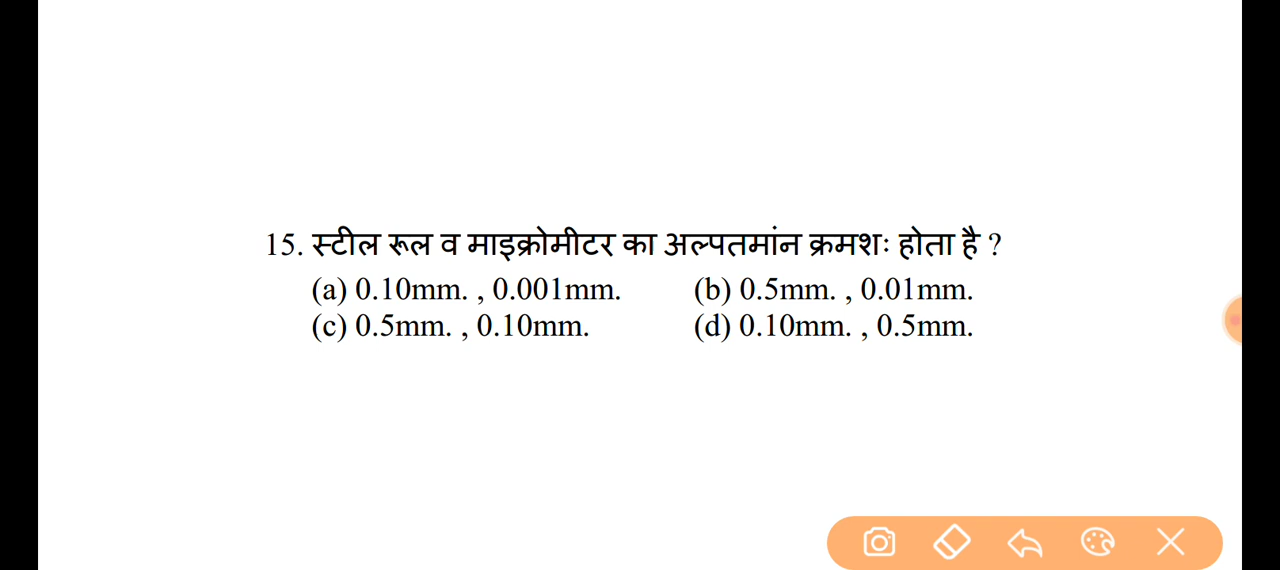 15. स्टील रूल व माइक्रोमीटर का अल्पतमांन क्रमशः होता है ?
(a) 0.10mm. , 0.001mm. (b) 0.5mm. , 0.01mm.
(c) 0.5mm. , 0.10mm. (d) 0.10mm. , 0.5mm.